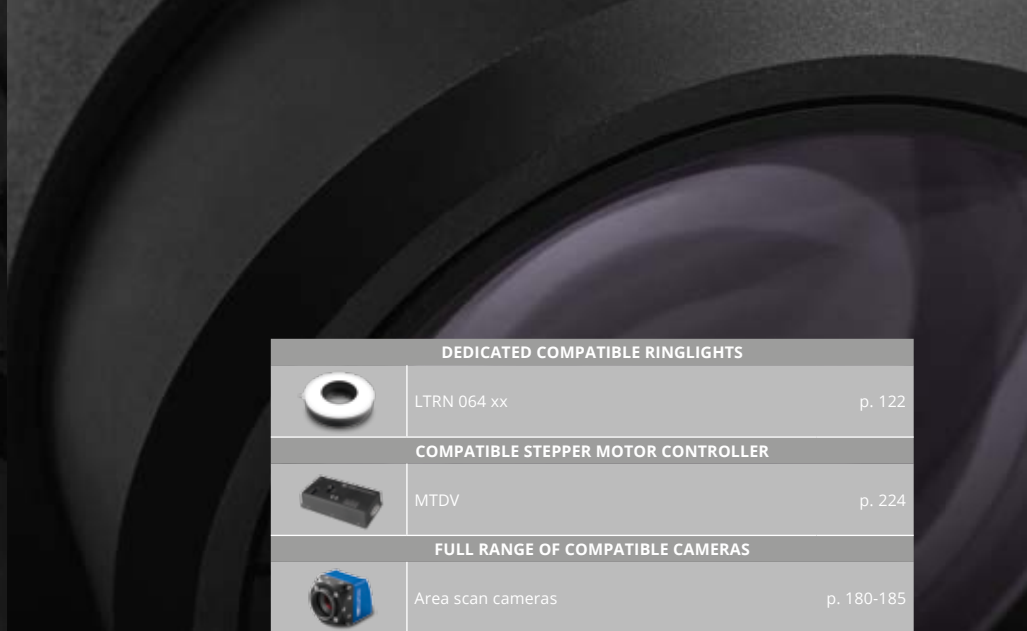 DEDICATED COMPATIBLE RINGLIGHTS
LTRN 064 xx p. 122
COMPATIBLE STEPPER MOTOR CONTROLLER
MTDV p. 224
FULL RANGE OF COMPATIBLE CAMERAS
Area scan cameras p. 180-185